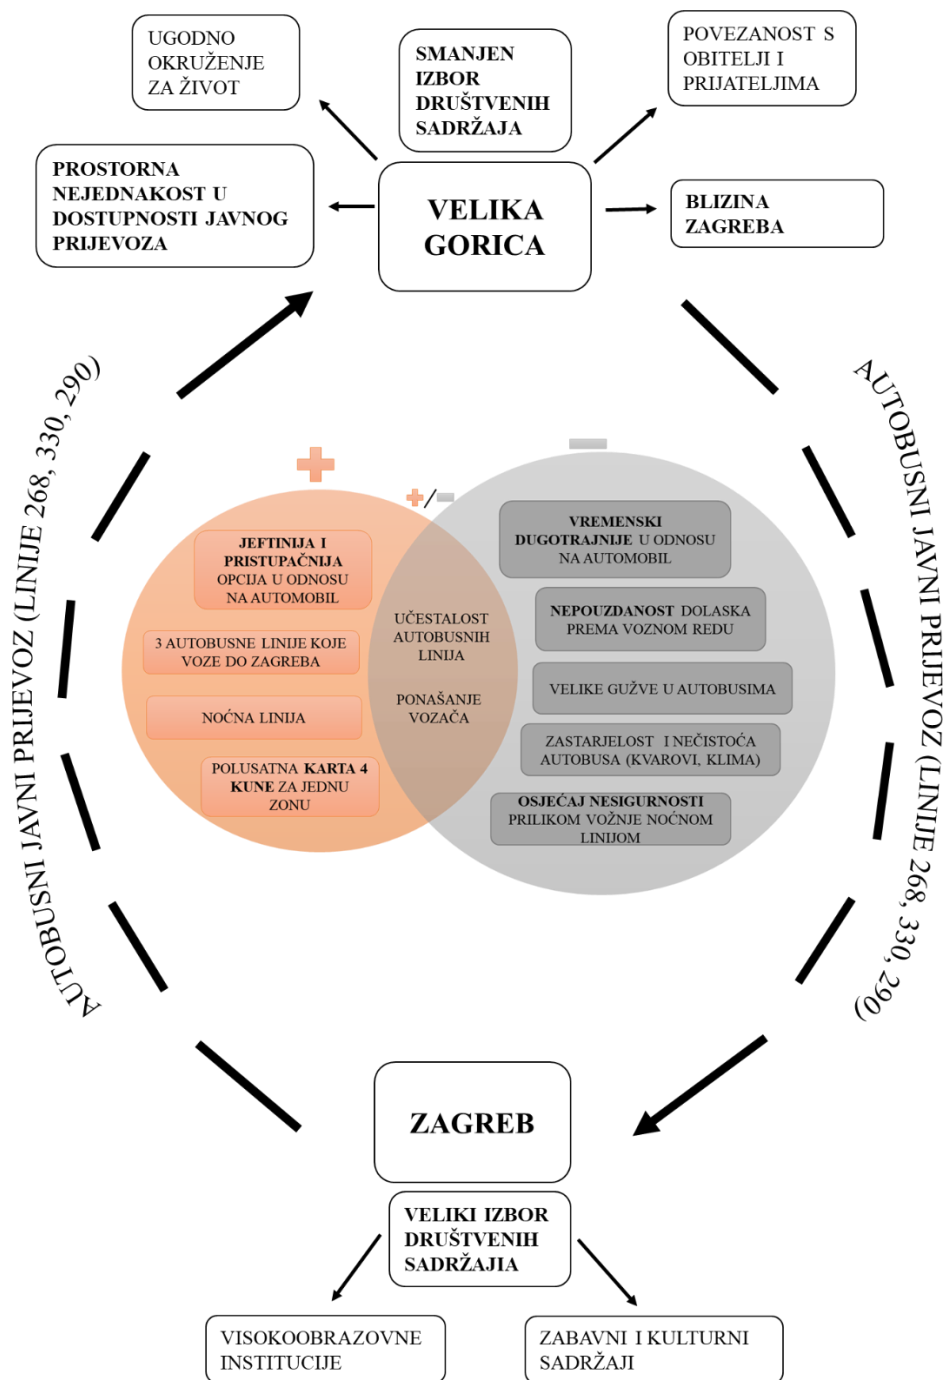 UGODNO
OKRUŽENJE
ZA ŽIVOT
SMANJEN
IZBOR
DRUŠTVENIH
SADRŽAJA
POVEZANOST S
OBITELJI I
PRIJATELJIMA
PROSTORNA
NEJEDNAKOST U
DOSTUPNOSTI JAVNOG
PRIJEVOZA
VELIKA
GORICA
BLIZINA
ZAGREBA
AUTOBUSNI JAVNI PRIJEVOZ (LINIJE 268, 330, 290)
AUTOBUSNI JAVNI PRIJEVOZ (LINIJE 268, 330, 290)
+
+/-
-
JEFTINIJA I
PRISTUPAČNIJA
OPCIJA U ODNOSU
NA AUTOMOBIL
3 AUTOBUSNE LINIJE KOJE
VOZE DO ZAGREBA
NOĆNA LINIJA
POLUSATNA KARTA 4
KUNE ZA JEDNU
ZONU
UČESTALOST
AUTOBUSNIH
LINIJA
PONAŠANJE
VOZAČA
VREMENSKI
DUGOTRAJNIJE U ODNOSU
NA AUTOMOBIL
NEPOUZDANOST DOLASKA
PREMA VOZNOM REDU
VELIKE GUŽVE U AUTOBUSIMA
ZASTARJELOST I NEČISTOĆA
AUTOBUSA (KVAROVI, KLIMA)
OSJEĆAJ NESIGURNOSTI
PRILIKOM VOŽNJE NOĆNOM
LINIJOM
ZAGREB
VELIKI IZBOR
DRUŠTVENIH
SADRŽAJIA
VISOKOOBRAZOVNE
INSTITUCIJE
ZABAVNI I KULTURNI
SADRŽAJI